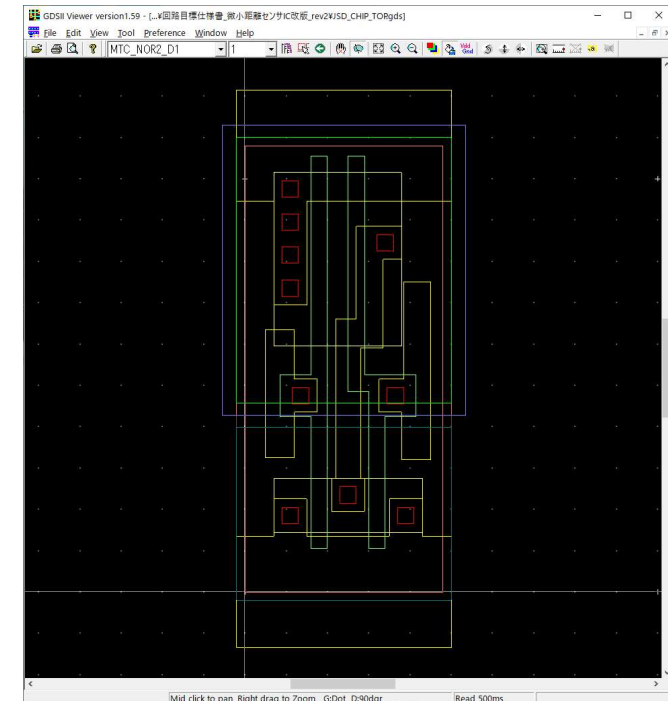 GDSII Viewer version1.59 - [...¥回路目標仕様書_微小距離センサIC改版_rev2¥JSD_CHIP_TORgds]
File Edit View Tool Preference Window Help
MTC_NOR2_D1 1 Vdd Gnd
Mid click to pan, Right drag to Zoom G:Dot D:90dgr Read 500ms